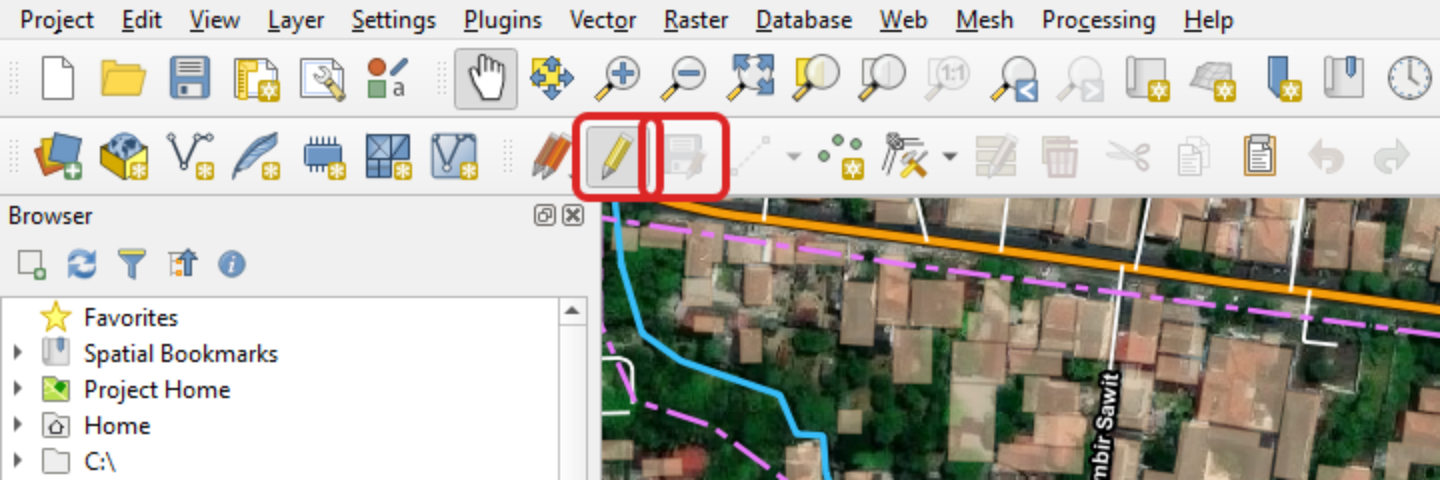 Project Edit View Layer Settings Plugins Vector Raster Database Web Mesh Processing Help
a
1:1
Browser
Favorites
Spatial Bookmarks
Project Home
Home
C:\
mbir Sawit